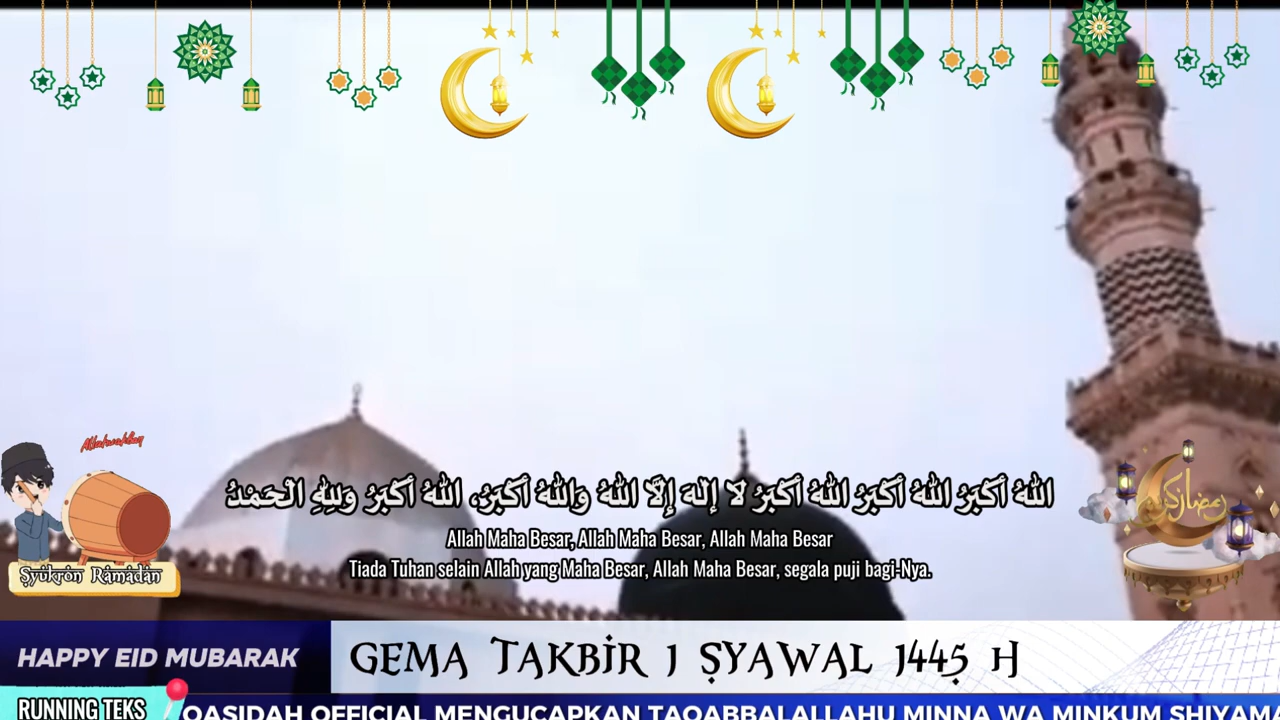 الله أكبر الله أكبر الله أكبر لا إله إلا الله والله أكبر، الله أكبر ولله الحمد
Allah Maha Besar, Allah Maha Besar, Allah Maha Besar
Tiada Tuhan selain Allah yang Maha Besar, Allah Maha Besar, segala puji bagi-Nya.
Syukron Ramadan
رمضان كريم
HAPPY EID MUBARAK
GEMA TAKBIR 1 SYAWAL 1445 H
RUNNING TEKS
QASIDAH OFFICIAL MENGUCAPKAN TAQABBALALLAHU MINNA WA MINKUM SHIYAMA